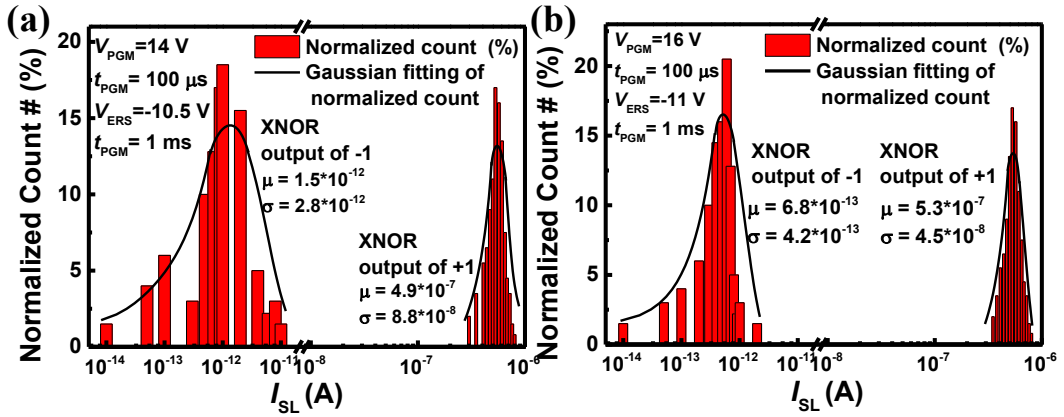 (a)
V_PGM=14 V
t_PGM= 100 μs
V_ERS=-10.5 V
t_PGM= 1 ms
Normalized count (%)
Gaussian fitting of
normalized count
XNOR
output of -1
μ = 1.5*10^-12
σ = 2.8*10^-12
XNOR
output of +1
μ = 4.9*10^-7
σ = 8.8*10^-8
Normalized Count # (%)
20
15
10
5
0
10^-14
10^-13
10^-12
10^-11
10^-8
10^-7
10^-6
I_SL (A)
(b)
V_PGM=16 V
t_PGM= 100 μs
V_ERS=-11 V
t_PGM= 1 ms
Normalized count (%)
Gaussian fitting of
normalized count
XNOR
output of -1
μ = 6.8*10^-13
σ = 4.2*10^-13
XNOR
output of +1
μ = 5.3*10^-7
σ = 4.5*10^-8
Normalized Count # (%)
20
15
10
5
0
10^-14
10^-13
10^-12
10^-8
10^-7
10^-6
I_SL (A)